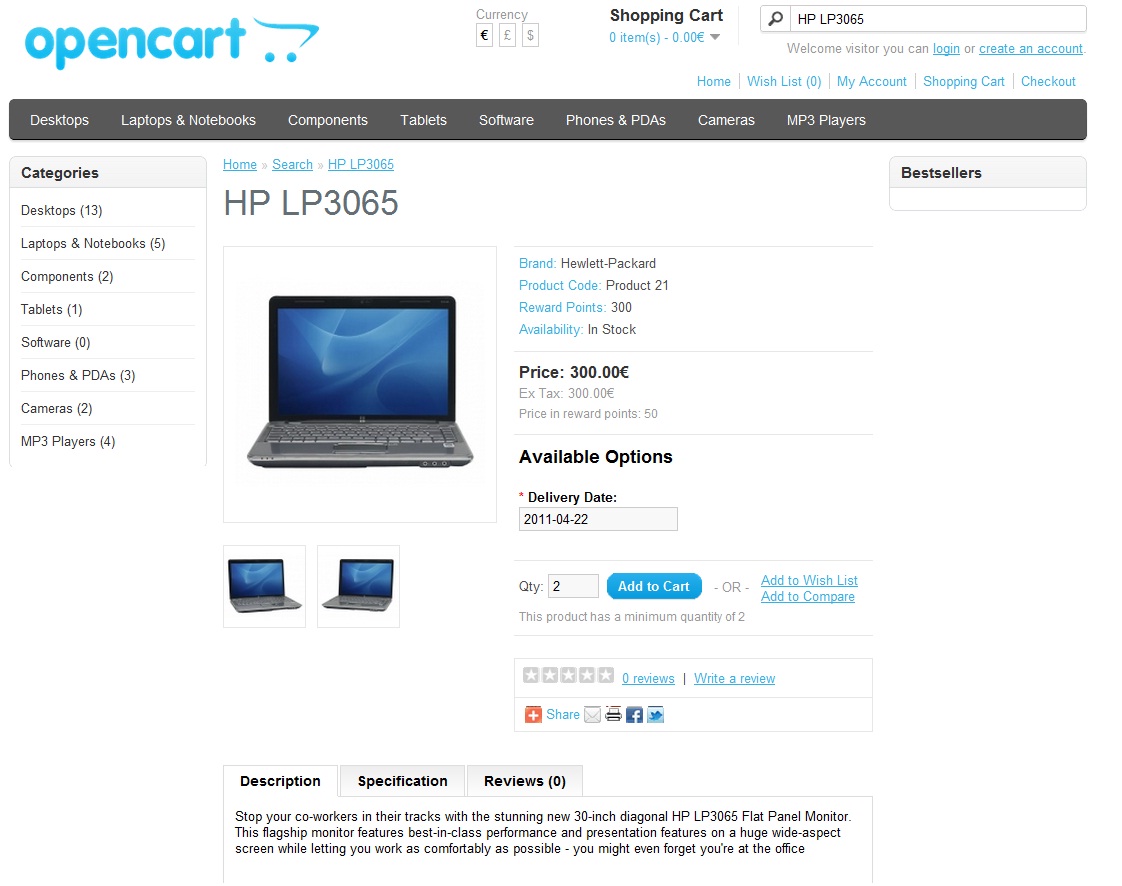 opencart
Currency
€ £ $
Shopping Cart
0 item(s) - 0.00€
HP LP3065
Welcome visitor you can login or create an account.
Home Wish List (0) My Account Shopping Cart Checkout
Desktops Laptops & Notebooks Components Tablets Software Phones & PDAs Cameras MP3 Players
Categories
Desktops (13)
Laptops & Notebooks (5)
Components (2)
Tablets (1)
Software (0)
Phones & PDAs (3)
Cameras (2)
MP3 Players (4)
Home » Search » HP LP3065
HP LP3065
Brand: Hewlett-Packard
Product Code: Product 21
Reward Points: 300
Availability: In Stock
Price: 300.00€
Ex Tax: 300.00€
Price in reward points: 50
Available Options
* Delivery Date:
2011-04-22
Qty: 2 Add to Cart - OR - Add to Wish List
Add to Compare
This product has a minimum quantity of 2
0 reviews | Write a review
Share
Description Specification Reviews (0)
Stop your co-workers in their tracks with the stunning new 30-inch diagonal HP LP3065 Flat Panel Monitor.
This flagship monitor features best-in-class performance and presentation features on a huge wide-aspect
screen while letting you work as comfortably as possible - you might even forget you're at the office
Bestsellers